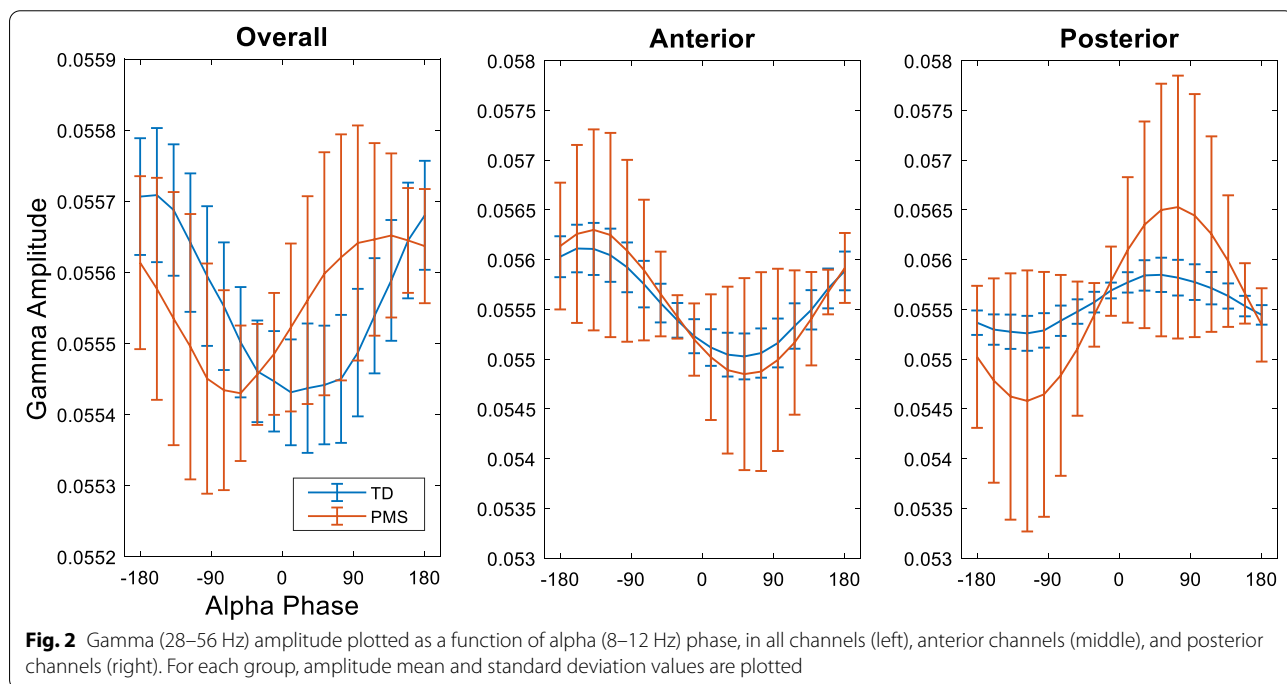 Overall
Anterior
Posterior
Gamma Amplitude
0.0559
0.0558
0.0557
0.0556
0.0555
0.0554
0.0553
0.0552
-180 -90 0 90 180
Alpha Phase
TD
PMS
0.058
0.0575
0.057
0.0565
0.056
0.0555
0.055
0.0545
0.054
0.0535
0.053
-180 -90 0 90 180
0.058
0.0575
0.057
0.0565
0.056
0.0555
0.055
0.0545
0.054
0.0535
0.053
-180 -90 0 90 180
Fig. 2 Gamma (28–56 Hz) amplitude plotted as a function of alpha (8–12 Hz) phase, in all channels (left), anterior channels (middle), and posterior
channels (right). For each group, amplitude mean and standard deviation values are plotted